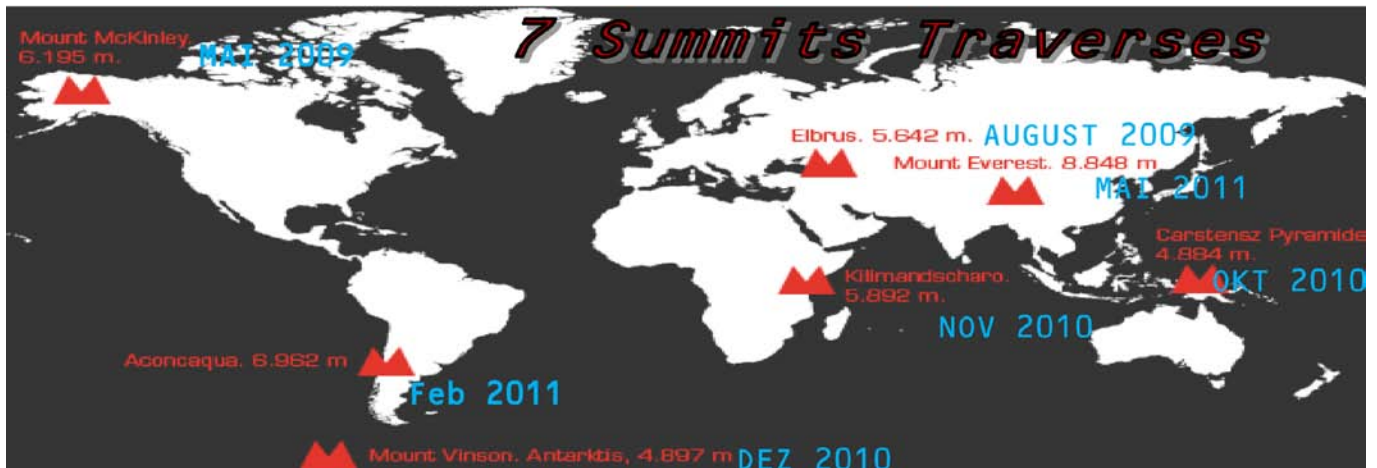 7 Summits Traverses
Mount McKinley.
6.195 m.
MAI 2009
Elbrus. 5.642 m.
AUGUST 2009
Mount Everest. 8.848 m
MAI 2011
Carstensz Pyramide
4.884 m.
OKT 2010
Kilimandscharo.
5.892 m.
NOV 2010
Aconcaqua. 6.962 m
Feb 2011
Mount Vinson. Antarktis, 4.897 m
DEZ 2010